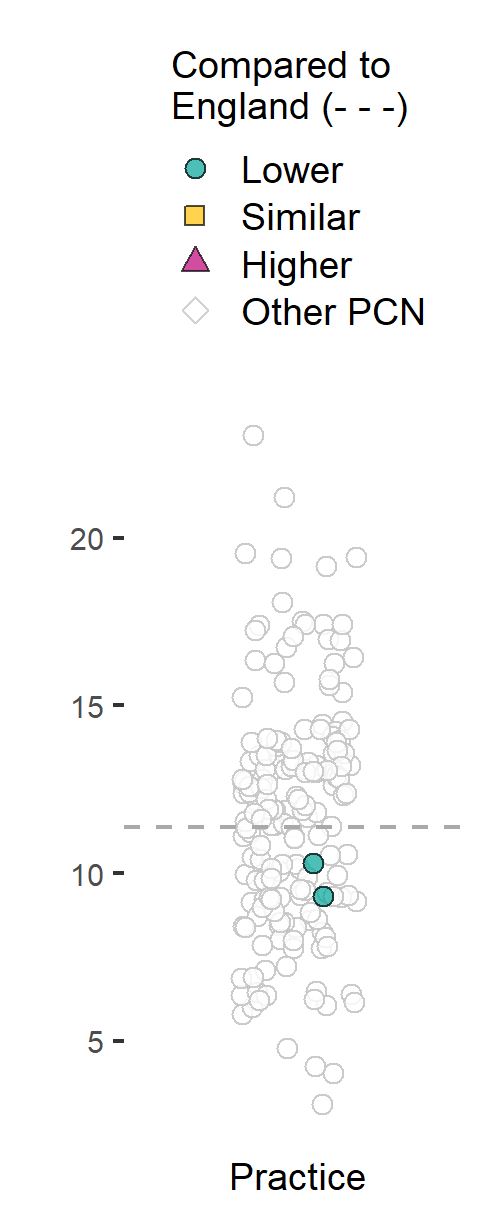 Compared to
England (- - -)
Lower
Similar
Higher
Other PCN
20
15
10
5
Practice